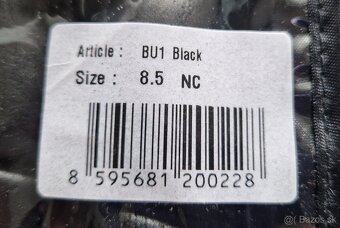 Article : BU1 Black
Size : 8.5 NC
8 595681 200228
Bazos.sk